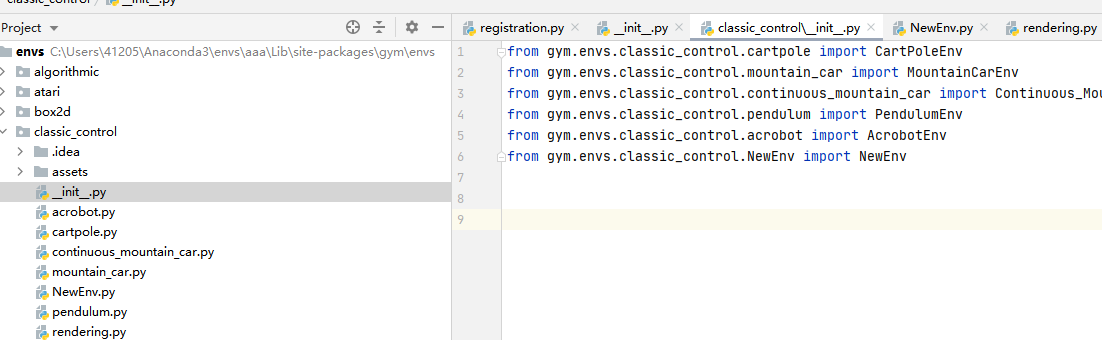 classic_control / __init__.py
Project
envs C:\Users\41205\Anaconda3\envs\aaa\Lib\site-packages\gym\envs
algorithmic
atari
box2d
classic_control
.idea
assets
__init__.py
acrobot.py
cartpole.py
continuous_mountain_car.py
mountain_car.py
NewEnv.py
pendulum.py
rendering.py
registration.py __init__.py classic_control\__init__.py NewEnv.py rendering.py
1 from gym.envs.classic_control.cartpole import CartPoleEnv
2 from gym.envs.classic_control.mountain_car import MountainCarEnv
3 from gym.envs.classic_control.continuous_mountain_car import Continuous_Mou
4 from gym.envs.classic_control.pendulum import PendulumEnv
5 from gym.envs.classic_control.acrobot import AcrobotEnv
6 from gym.envs.classic_control.NewEnv import NewEnv
7
8
9